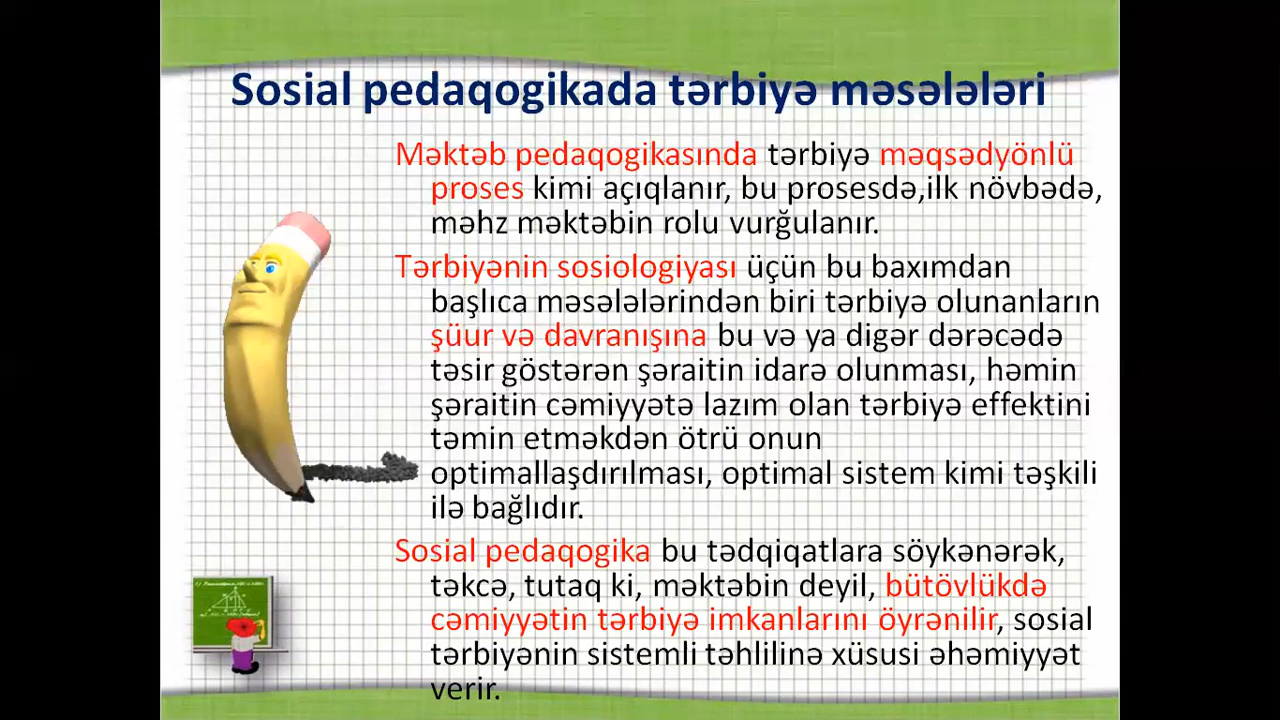 Sosial pedaqogikada tərbiyə məsələləri
Məktəb pedaqogikasında tərbiyə məqsədyönlü
proses kimi açıqlanır, bu prosesdə,ilk növbədə,
məhz məktəbin rolu vurğulanır.
Tərbiyənin sosiologiyası üçün bu baxımdan
başlıca məsələlərindən biri tərbiyə olunanların
şüur və davranışına bu və ya digər dərəcədə
təsir göstərən şəraitin idarə olunması, həmin
şəraitin cəmiyyətə lazım olan tərbiyə effektini
təmin etməkdən ötrü onun
optimallaşdırılması, optimal sistem kimi təşkili
ilə bağlıdır.
Sosial pedaqogika bu tədqiqatlara söykənərək,
təkcə, tutaq ki, məktəbin deyil, bütövlükdə
cəmiyyətin tərbiyə imkanlarını öyrənilir, sosial
tərbiyənin sistemli təhlilinə xüsusi əhəmiyyət
verir.